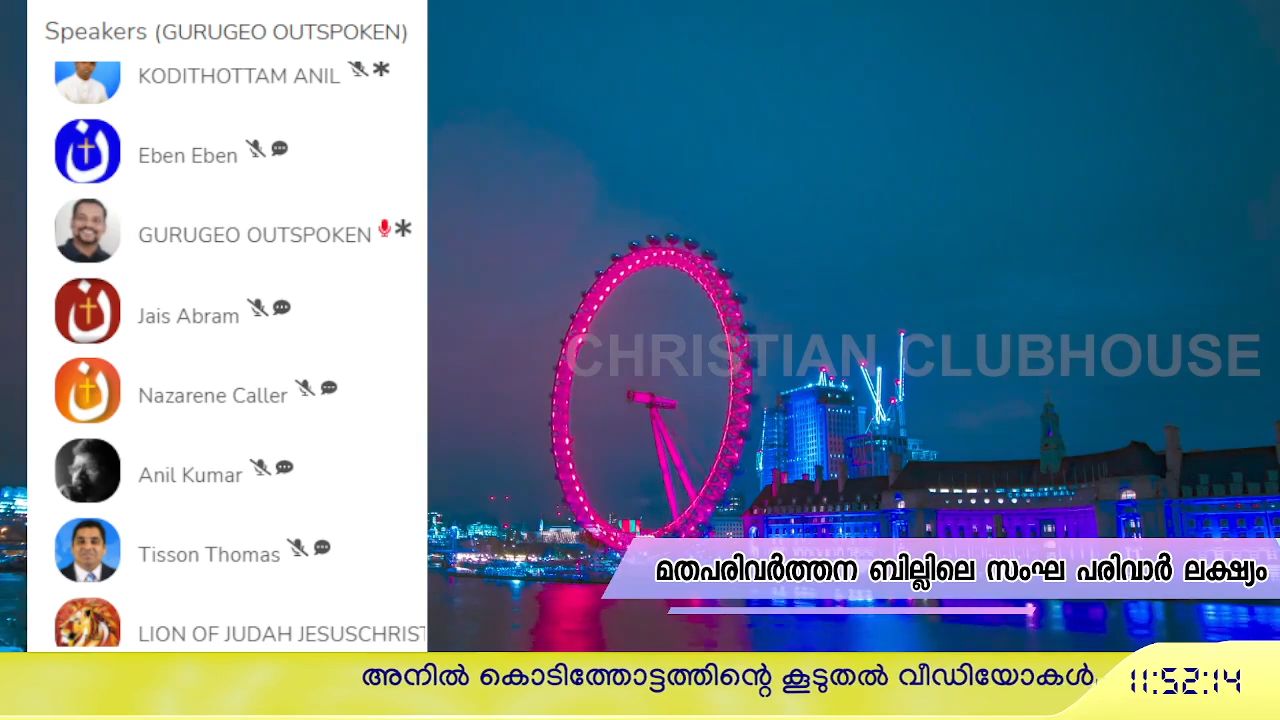 Speakers (GURUGEO OUTSPOKEN)
KODITHOTTAM ANIL
Eben Eben
GURUGEO OUTSPOKEN
Jais Abram
Nazarene Caller
Anil Kumar
Tisson Thomas
LION OF JUDAH JESUSCHRIST
CHRISTIAN CLUBHOUSE
മതപരിവർത്തന ബില്ലിലെ സംഘ പരിവാർ ലക്ഷ്യം
അനിൽ കൊടിത്തോട്ടത്തിന്റെ കൂടുതൽ വീഡിയോകൾ
11:52:14